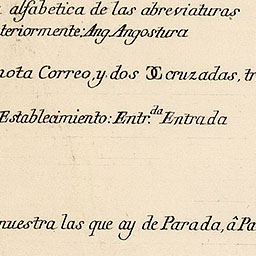 alfabetica de las abreviaturas
teriormente; Ang. Angostura
nota Correo, y dos CC cruzadas, tr
Establecimiento: Entr.da Entrada
nuestra las que ay de Parada, â Pa